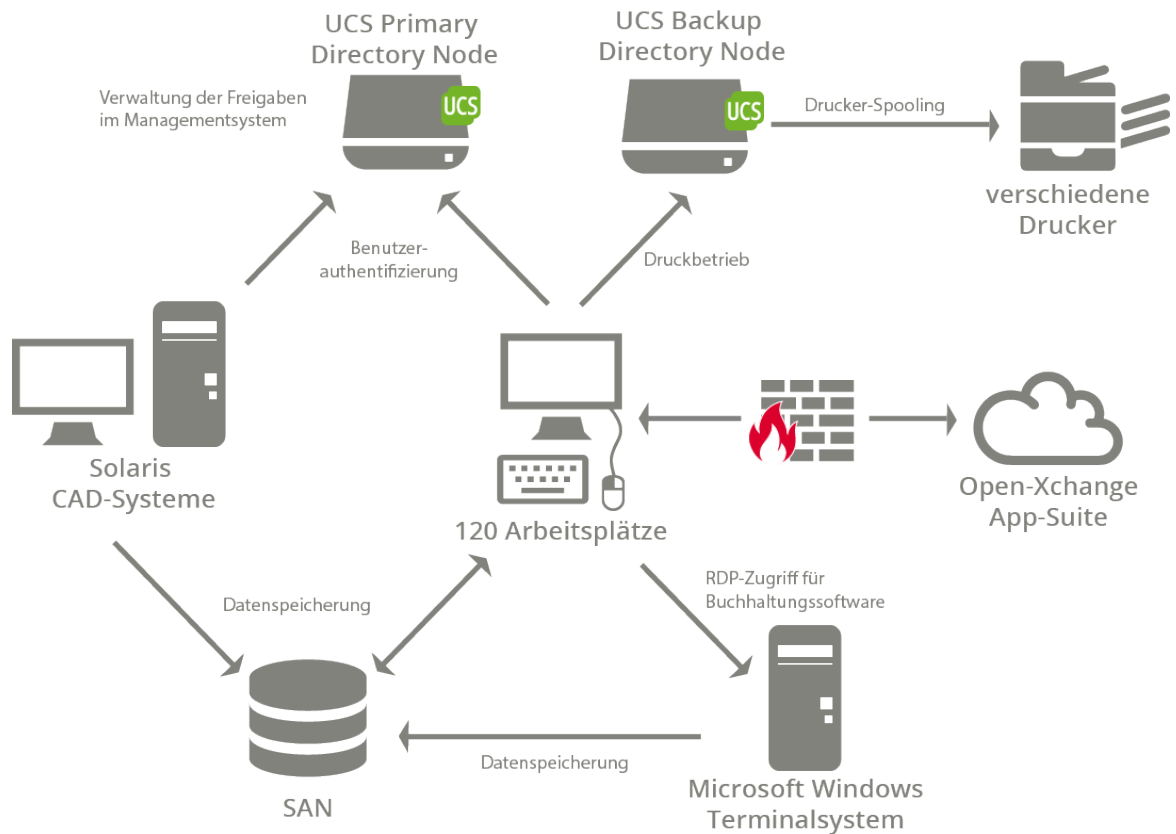 UCS Primary
Directory Node
UCS Backup
Directory Node
Verwaltung der Freigaben
im Managementsystem
UCS
UCS
Drucker-Spooling
verschiedene
Drucker
Benutzer-
authentifizierung
Druckbetrieb
Solaris
CAD-Systeme
120 Arbeitsplätze
Open-Xchange
App-Suite
Datenspeicherung
RDP-Zugriff für
Buchhaltungssoftware
Datenspeicherung
SAN
Microsoft Windows
Terminalsystem